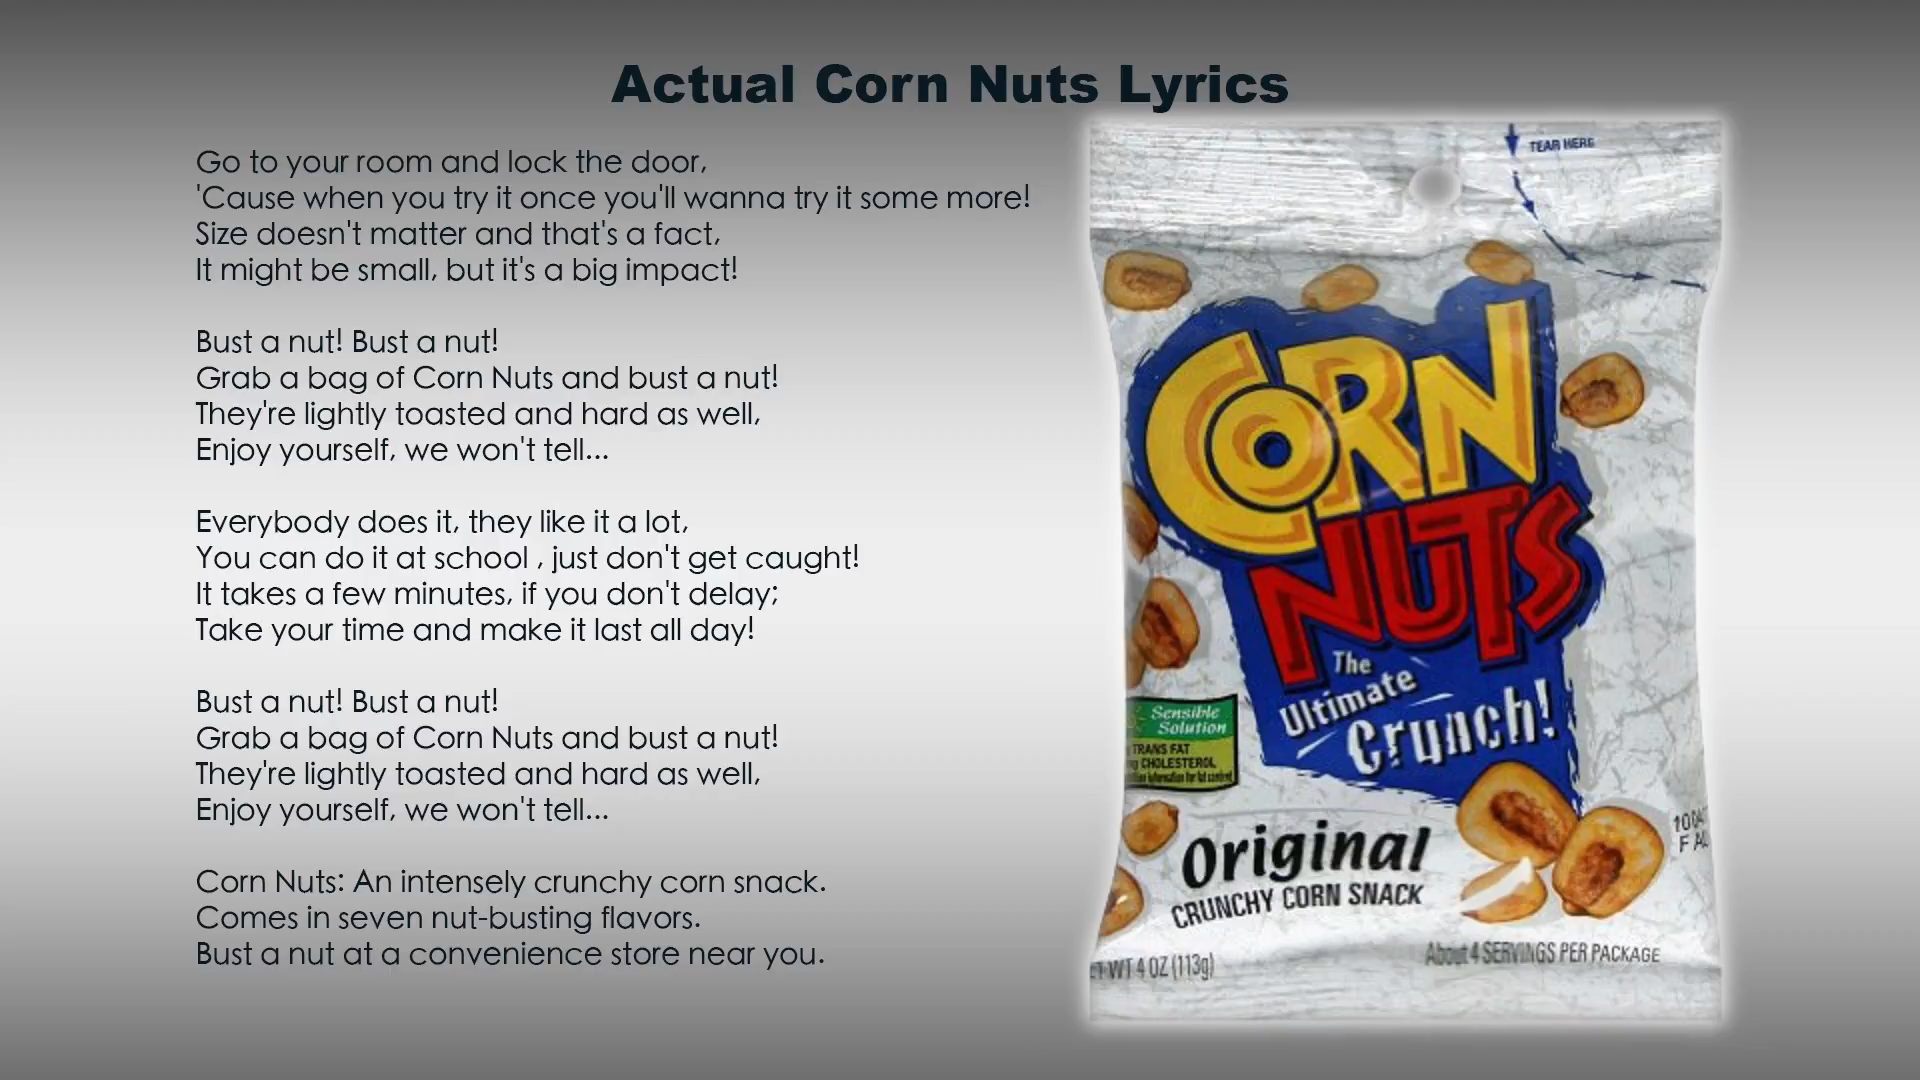 Actual Corn Nuts Lyrics
Go to your room and lock the door,
'Cause when you try it once you'll wanna try it some more!
Size doesn't matter and that's a fact,
It might be small, but it's a big impact!
Bust a nut! Bust a nut!
Grab a bag of Corn Nuts and bust a nut!
They're lightly toasted and hard as well,
Enjoy yourself, we won't tell...
Everybody does it, they like it a lot,
You can do it at school , just don't get caught!
It takes a few minutes, if you don't delay;
Take your time and make it last all day!
Bust a nut! Bust a nut!
Grab a bag of Corn Nuts and bust a nut!
They're lightly toasted and hard as well,
Enjoy yourself, we won't tell...
Corn Nuts: An intensely crunchy corn snack.
Comes in seven nut-busting flavors.
Bust a nut at a convenience store near you.
TEAR HERE
CORN
NUTS
The
Ultimate
Crunch!
Sensible
Solution
TRANS FAT
CHOLESTEROL
Original
CRUNCHY CORN SNACK
WT 4 OZ (113g)
About 4 SERVINGS PER PACKAGE